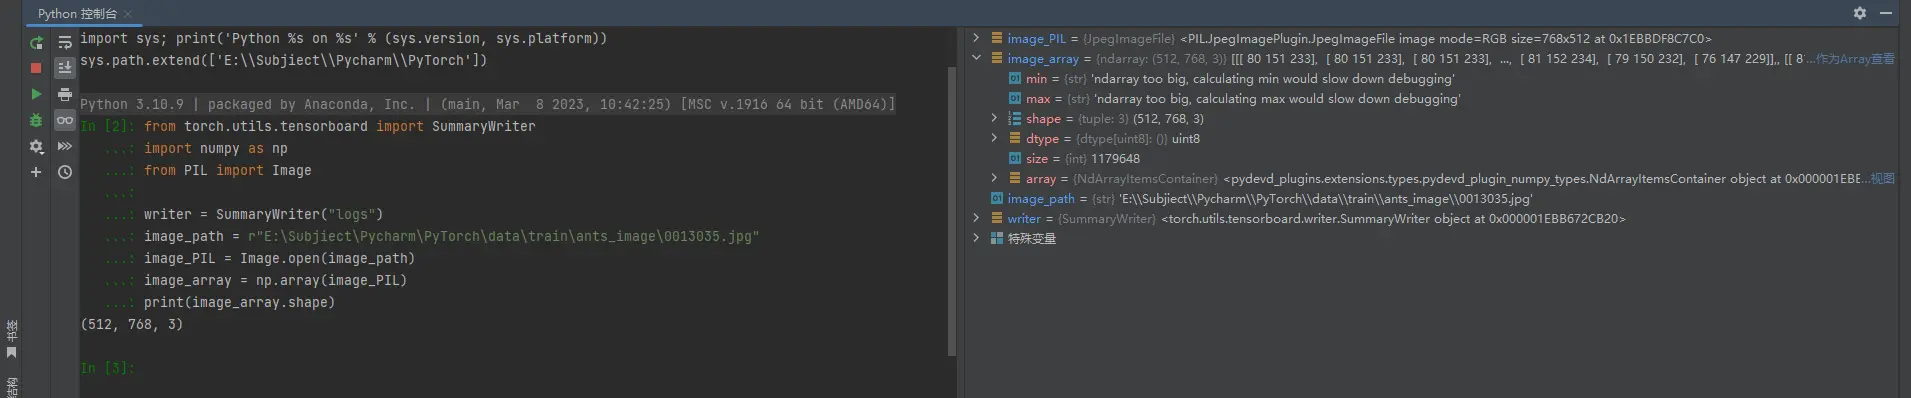 Python 控制台
import sys; print('Python %s on %s' % (sys.version, sys.platform))
sys.path.extend(['E:\\Subjiect\\Pycharm\\PyTorch'])
Python 3.10.9 | packaged by Anaconda, Inc. | (main, Mar  8 2023, 10:42:25) [MSC v.1916 64 bit (AMD64)]
In [2]: from torch.utils.tensorboard import SummaryWriter
...: import numpy as np
...: from PIL import Image
...:
...: writer = SummaryWriter("logs")
...: image_path = r"E:\Subjiect\Pycharm\PyTorch\data\train\ants_image\0013035.jpg"
...: image_PIL = Image.open(image_path)
...: image_array = np.array(image_PIL)
...: print(image_array.shape)
(512, 768, 3)
In [3]:
image_PIL = {JpegImageFile} <PIL.JpegImagePlugin.JpegImageFile image mode=RGB size=768x512 at 0x1EBBDF8C7C0>
image_array = {ndarray: (512, 768, 3)} [[[ 80 151 233],  [ 80 151 233],  [ 80 151 233],  ...,  [ 81 152 234],  [ 79 150 232],  [ 76 147 229]],, [[ 8'...作为Array查看
min = {str} 'ndarray too big, calculating min would slow down debugging'
max = {str} 'ndarray too big, calculating max would slow down debugging'
shape = {tuple: 3} (512, 768, 3)
dtype = {dtype[uint8]: ()} uint8
size = {int} 1179648
array = {NdArrayItemsContainer} <pydevd_plugins.extensions.types.pydevd_plugin_numpy_types.NdArrayItemsContainer object at 0x000001EBE...视图
image_path = {str} 'E:\\Subjiect\\Pycharm\\PyTorch\\data\\train\\ants_image\\0013035.jpg'
writer = {SummaryWriter} <torch.utils.tensorboard.writer.SummaryWriter object at 0x000001EBB672CB20>
特殊变量
书签
结构